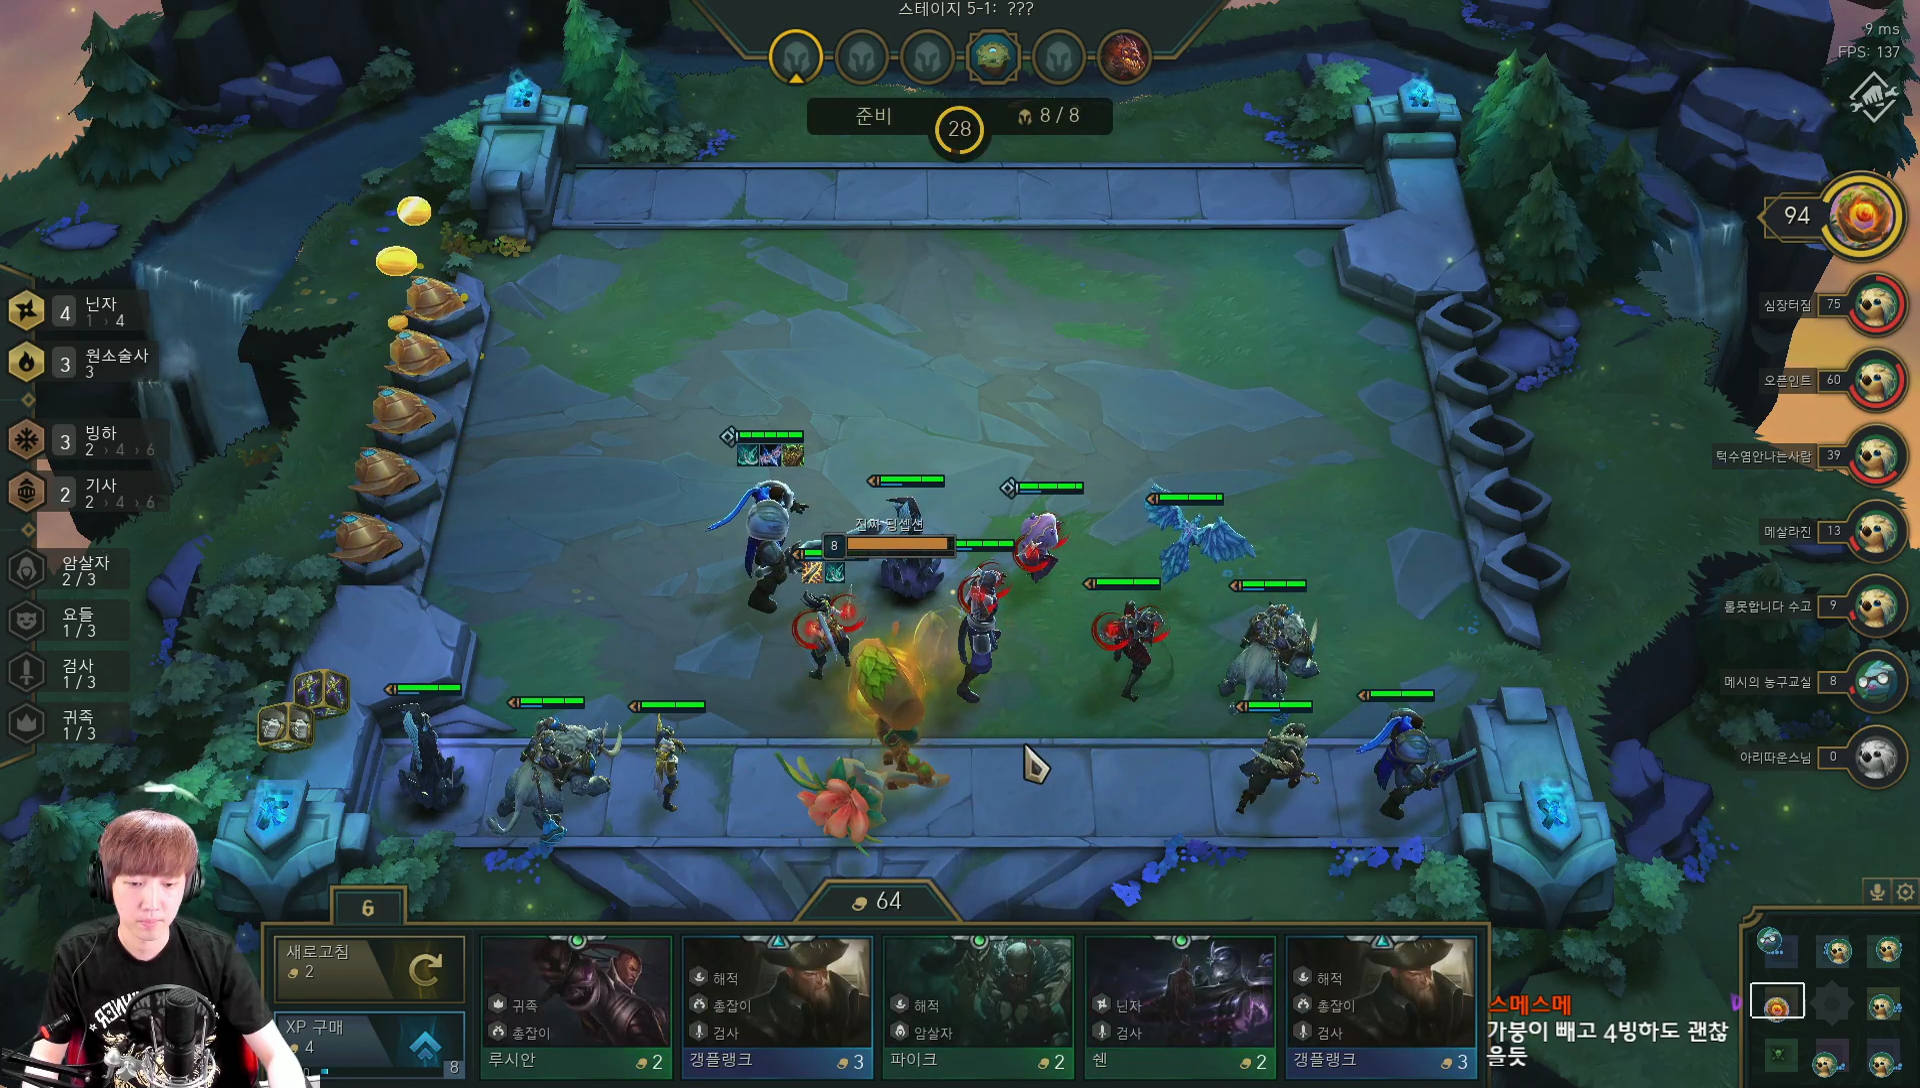 스테이지 5-1: ???
9 ms
FPS: 137
준비
28
8 / 8
94
4
닌자
1 › 4
3
원소술사
3
3
빙하
2 › 4 › 6
2
기사
2 › 4 › 6
암살자
2 / 3
요들
1 / 3
검사
1 / 3
귀족
1 / 3
심장터짐
75
오픈인트
60
턱수염안나는사람
39
메살라진
13
롤못합니다 수고
9
메시의 농구교실
8
아리따운스님
0
진짜 딩셉션
8
6
64
새로고침
2
XP 구매
4
8
귀족
총잡이
루시안
2
해적
총잡이
검사
갱플랭크
3
해적
암살자
파이크
2
닌자
검사
쉔
2
해적
총잡이
검사
갱플랭크
3
스메스메
가붕이 빼고 4빙하도 괜찮
을듯